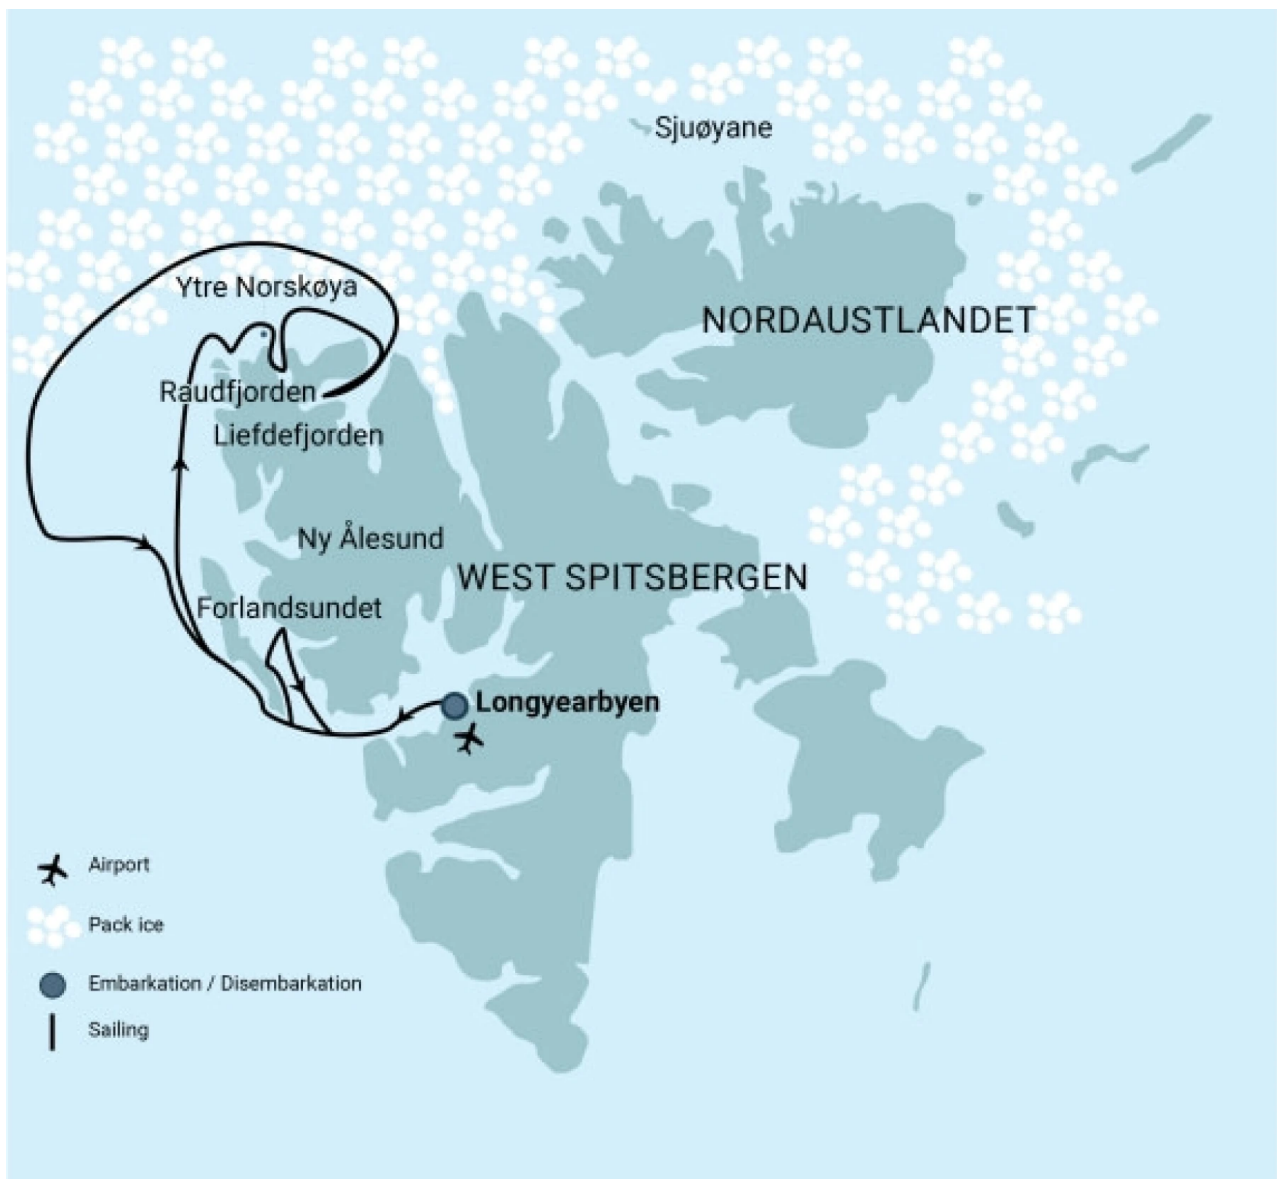 Sjuøyane
Ytre Norskøya
NORDAUSTLANDET
Raudfjorden
Liefdefjorden
Ny Ålesund
WEST SPITSBERGEN
Forlandsundet
Longyearbyen
Airport
Pack ice
Embarkation / Disembarkation
Sailing